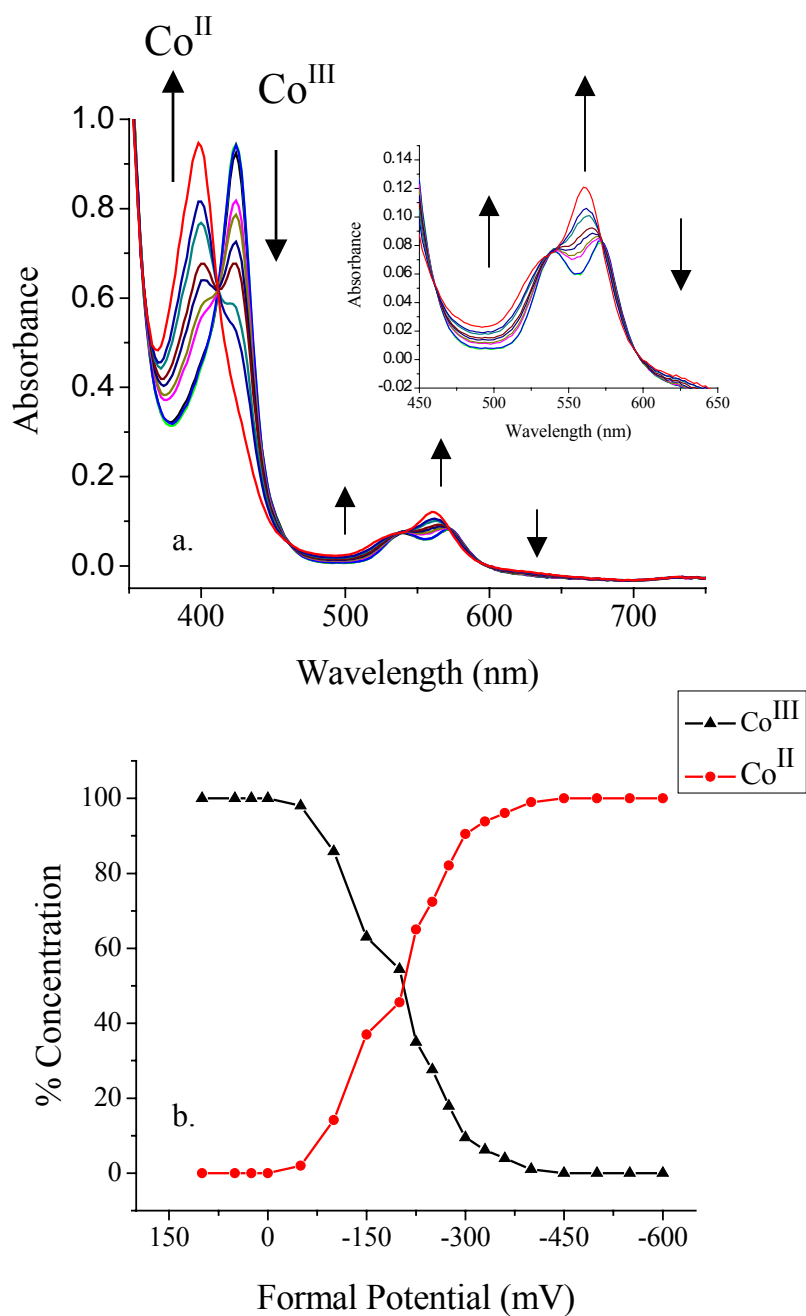 Co^II
Co^III
1.0
0.8
0.6
0.4
0.2
0.0
Absorbance
a.
400 500 600 700
Wavelength (nm)
0.14
0.12
0.10
0.08
0.06
0.04
0.02
0.00
-0.02
Absorbance
450 500 550 600 650
Wavelength (nm)
Co^III
Co^II
100
80
60
40
20
0
% Concentration
b.
150 0 -150 -300 -450 -600
Formal Potential (mV)